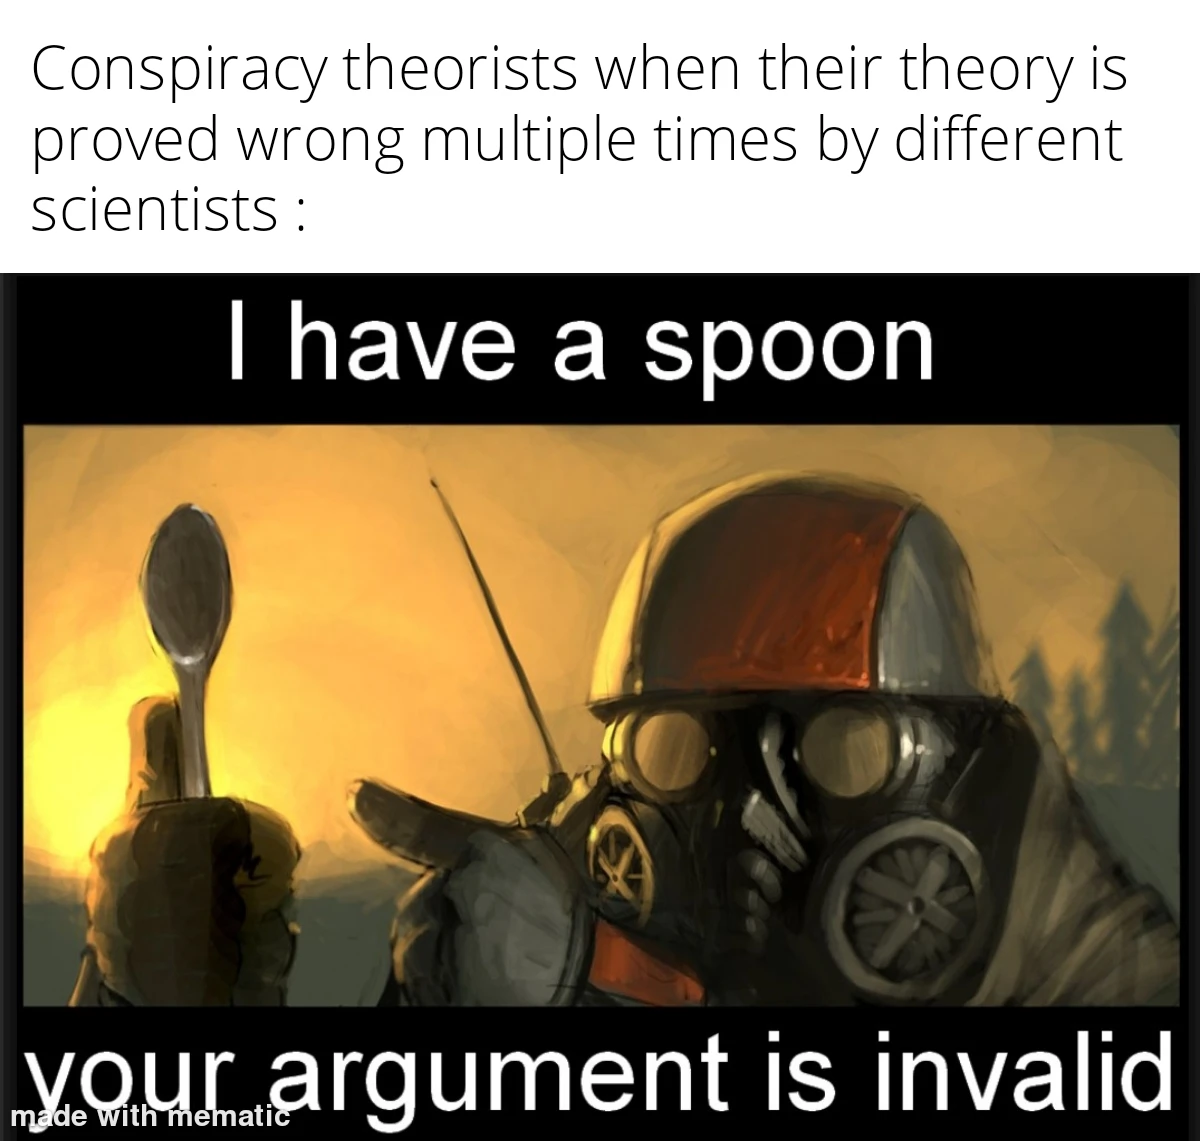 Conspiracy theorists when their theory is
proved wrong multiple times by different
scientists :
I have a spoon
your argument is invalid
made with mematic